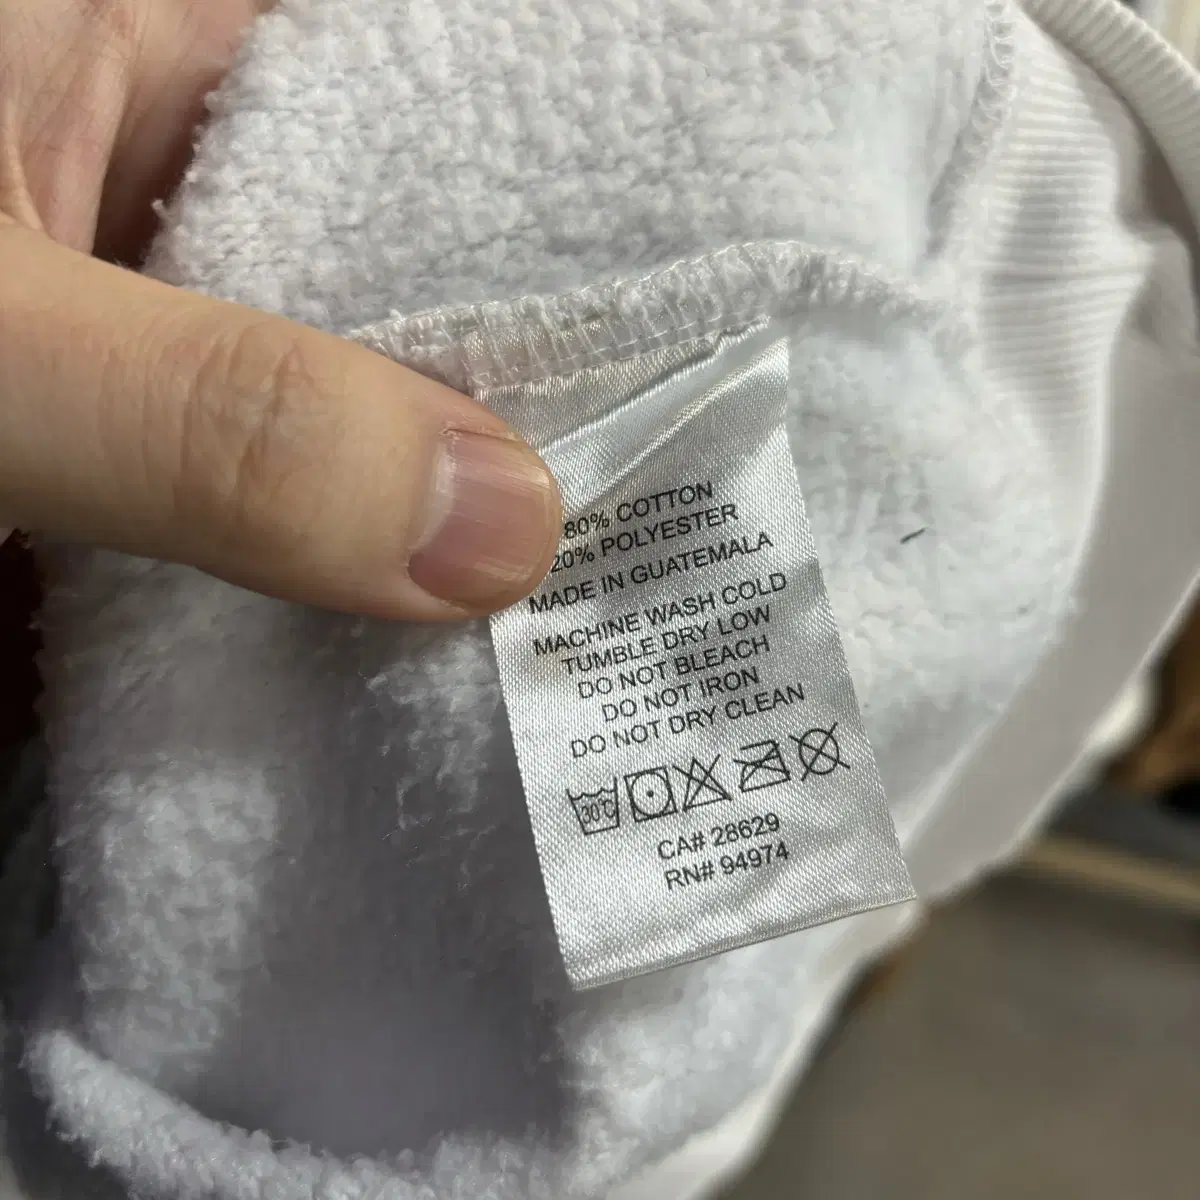 80% COTTON
20% POLYESTER
MADE IN GUATEMALA
MACHINE WASH COLD
TUMBLE DRY LOW
DO NOT BLEACH
DO NOT IRON
DO NOT DRY CLEAN
30°C
CA# 28629
RN# 94974